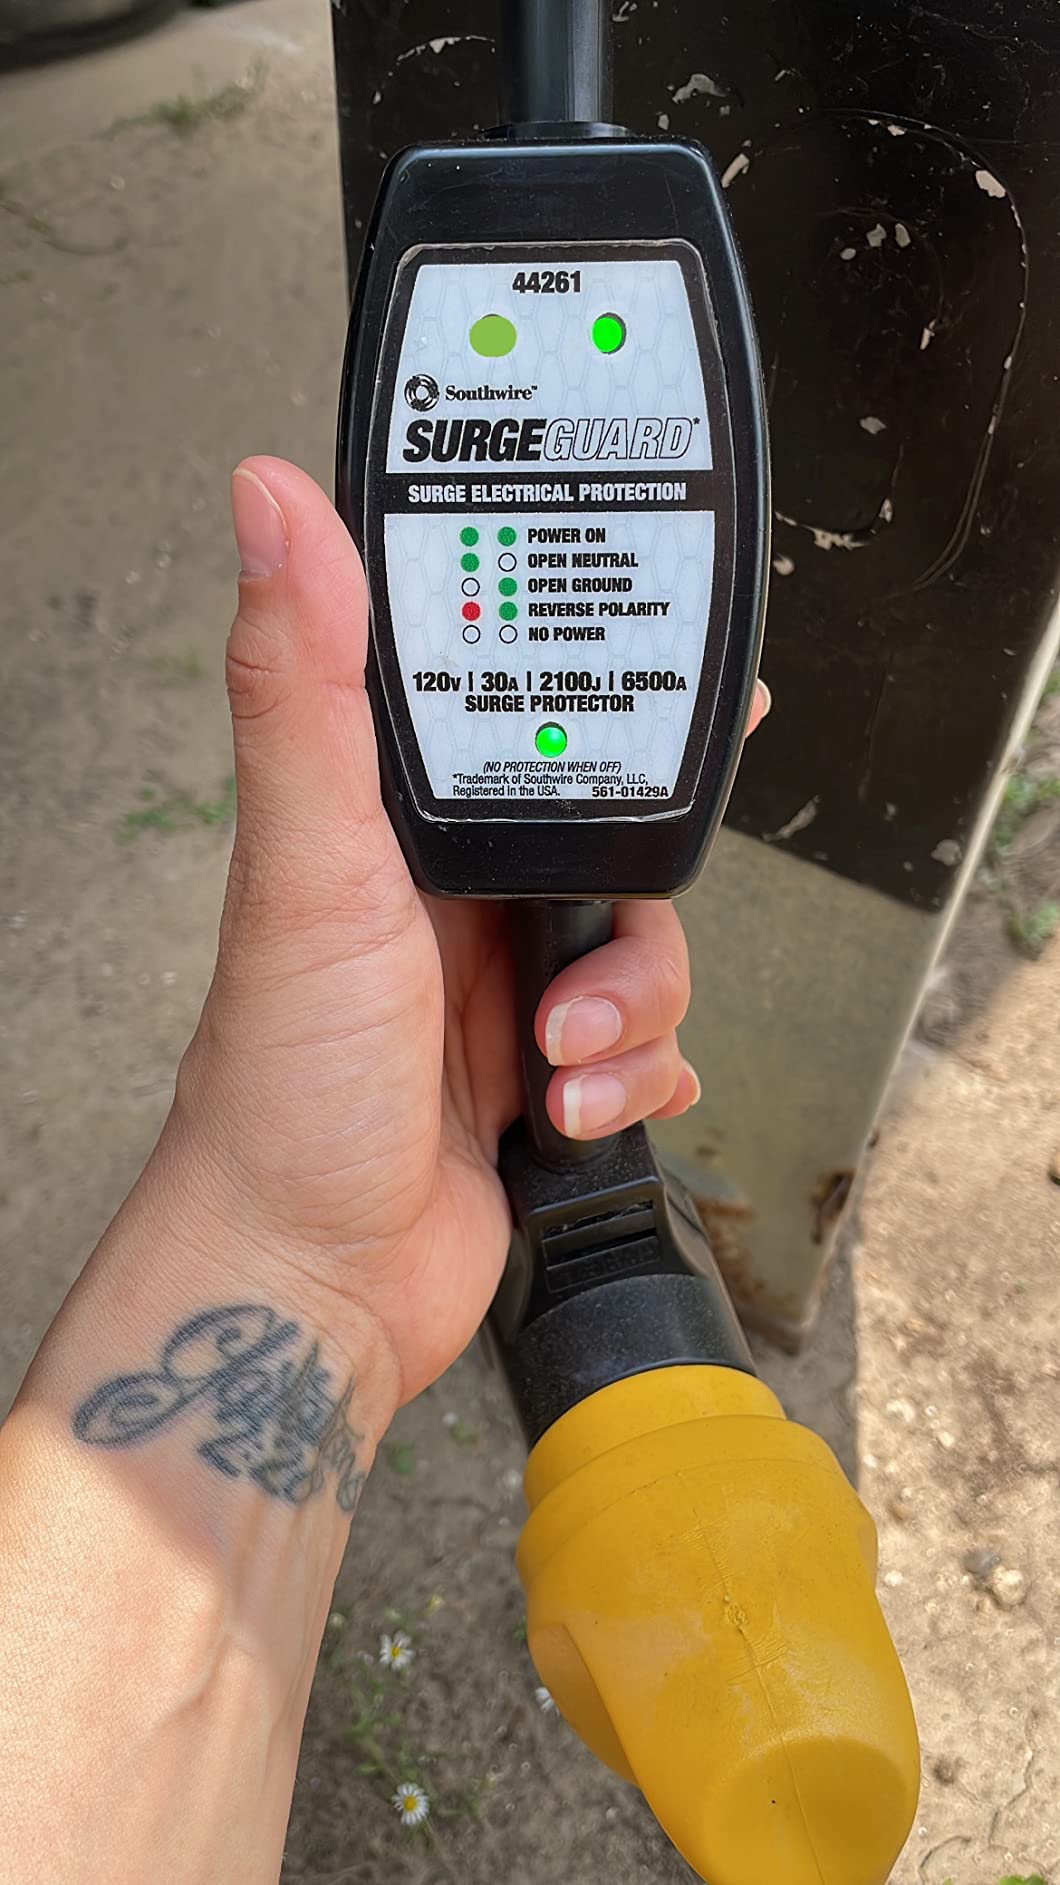 44261
Southwire™
SURGEGUARD*
SURGE ELECTRICAL PROTECTION
POWER ON
OPEN NEUTRAL
OPEN GROUND
REVERSE POLARITY
NO POWER
120V | 30A | 2100J | 6500A
SURGE PROTECTOR
(NO PROTECTION WHEN OFF)
*Trademark of Southwire Company, LLC,
Registered in the USA. 561-01429A